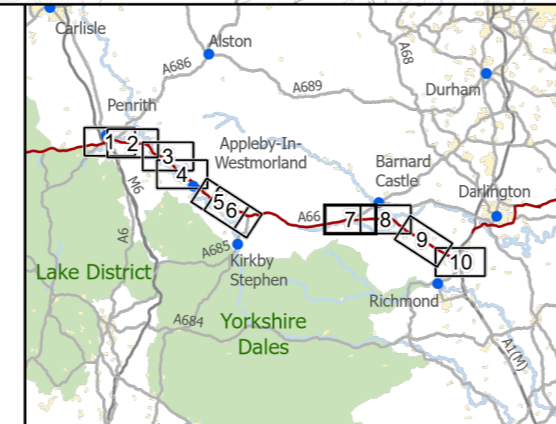 Carlisle
Alston
A686
A68
A689
Durham
Penrith
Appleby-In-
Westmorland
Barnard
Castle
Darlington
1
2
3
4
5
6
7
8
9
10
M6
A66
A6
A685
Kirkby
Stephen
Lake District
Richmond
A684
Yorkshire
Dales
A1(M)